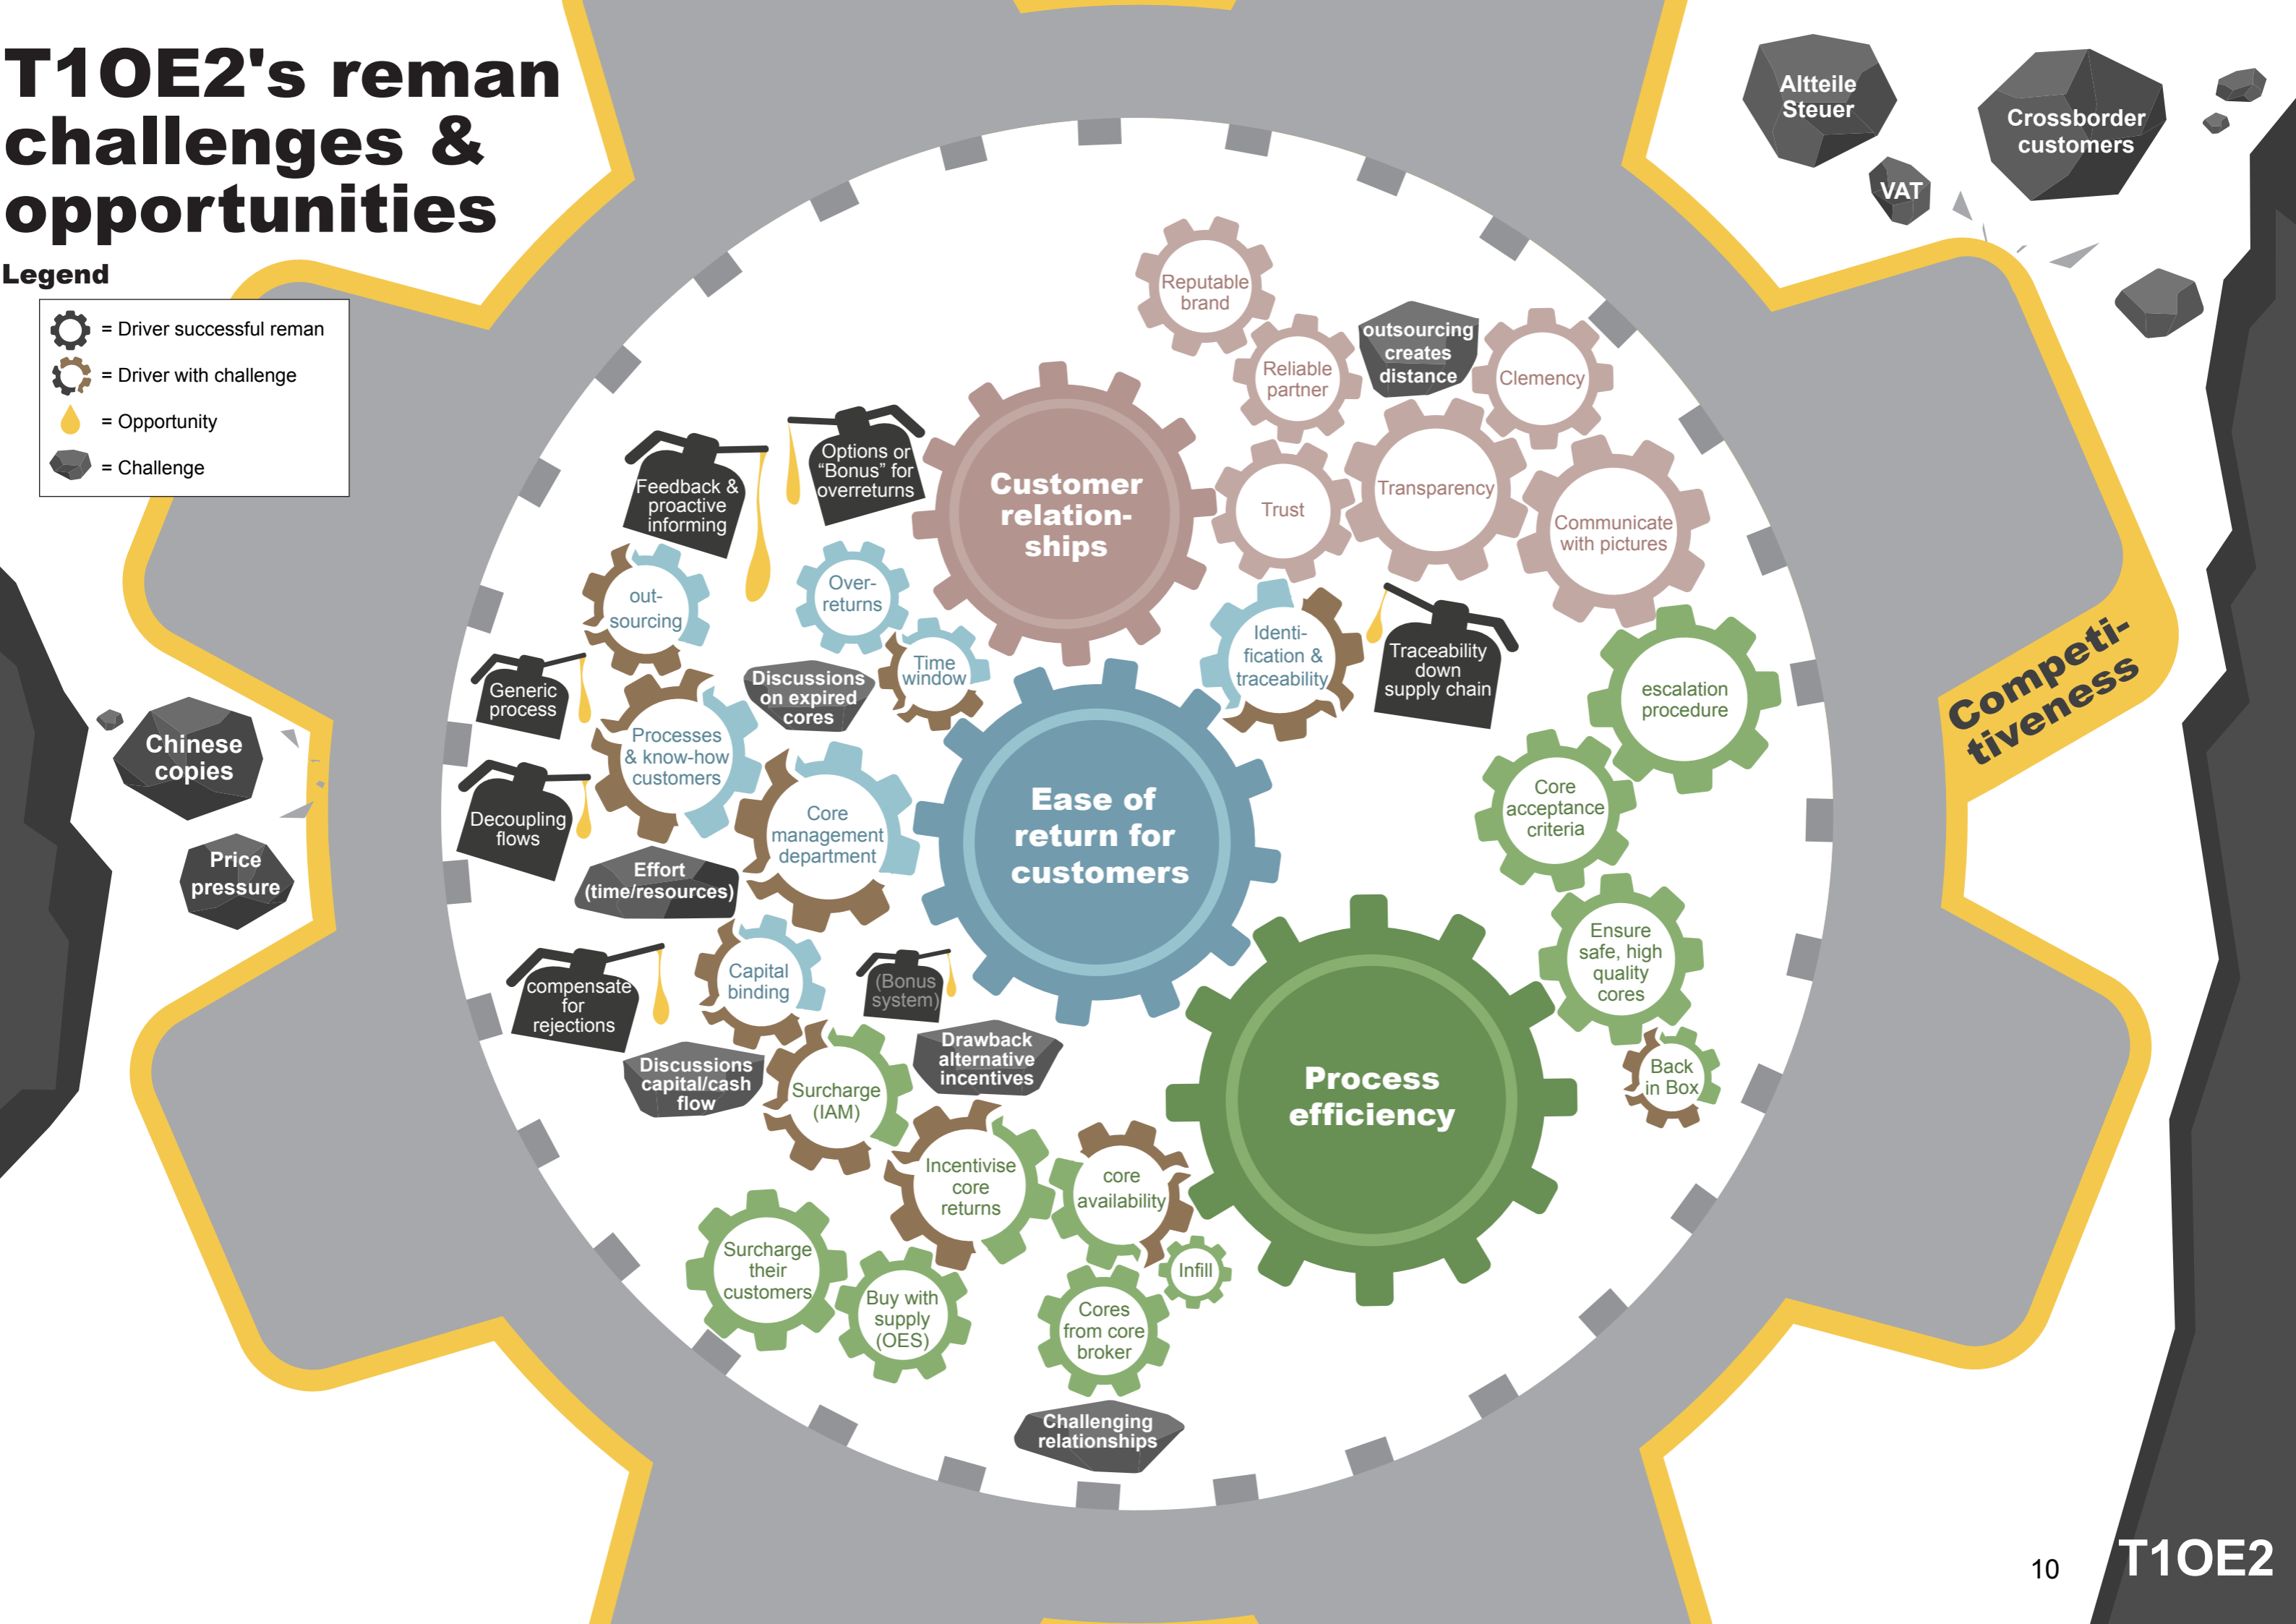 T1OE2's reman
challenges &
opportunities
Legend
= Driver successful reman
= Driver with challenge
= Opportunity
= Challenge
Altteile
Steuer
Crossborder
customers
VAT
Reputable
brand
Reliable
partner
outsourcing
creates
distance
Clemency
Customer
relation-
ships
Trust
Transparency
Communicate
with pictures
Feedback &
proactive
informing
Options or
“Bonus” for
overreturns
out-
sourcing
Over-
returns
Time
window
Identi-
fication &
traceability
Traceability
down
supply chain
escalation
procedure
Competi-
tiveness
Generic
process
Discussions
on expired
cores
Processes
& know-how
customers
Chinese
copies
Price
pressure
Decoupling
flows
Core
management
department
Ease of
return for
customers
Core
acceptance
criteria
Effort
(time/resources)
Ensure
safe, high
quality
cores
compensate
for
rejections
Capital
binding
(Bonus
system)
Back
in Box
Discussions
capital/cash
flow
Surcharge
(IAM)
Drawback
alternative
incentives
Process
efficiency
Incentivise
core
returns
core
availability
Surcharge
their
customers
Buy with
supply
(OES)
Infill
Cores
from core
broker
Challenging
relationships
10
T1OE2